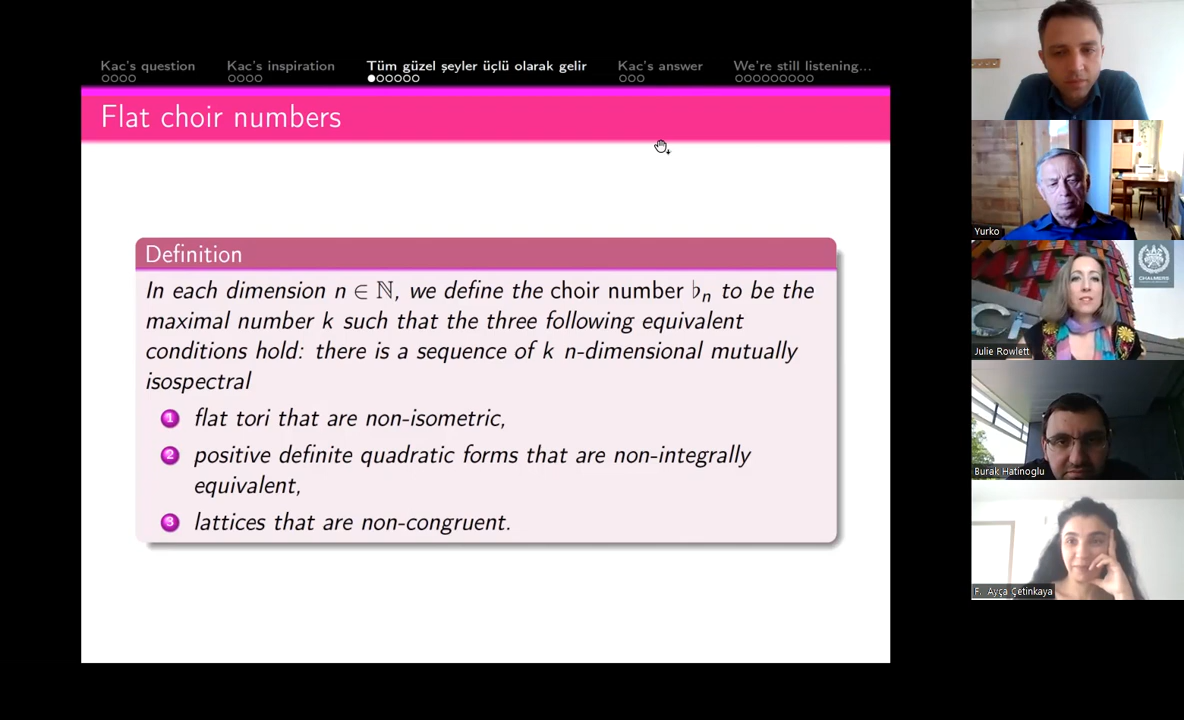 Kac's question Kac's inspiration Tüm güzel şeyler üçlü olarak gelir Kac's answer We're still listening...
Flat choir numbers
Definition
In each dimension n ∈ ℕ, we define the choir number ♭ₙ to be the
maximal number k such that the three following equivalent
conditions hold: there is a sequence of k n-dimensional mutually
isospectral
1 flat tori that are non-isometric,
2 positive definite quadratic forms that are non-integrally
equivalent,
3 lattices that are non-congruent.
Yurko
CHALMERS
Julie Rowlett
Burak Hatinoglu
F. Ayça Çetinkaya